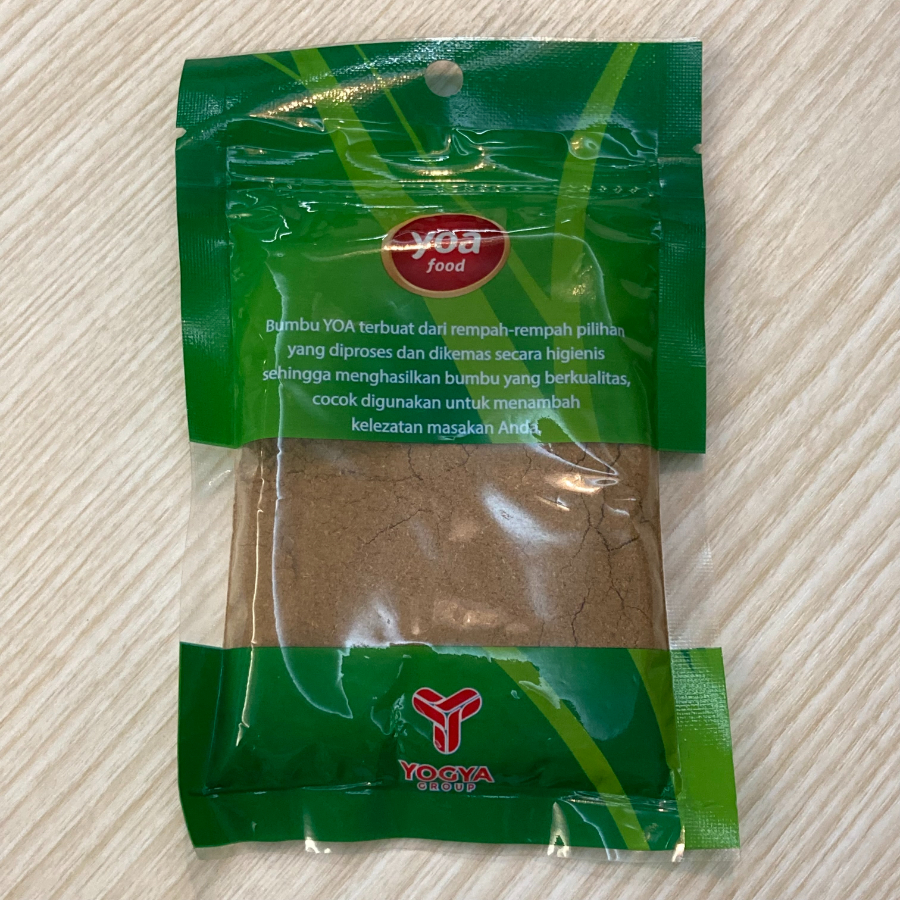 yoa
food
Bumbu YOA terbuat dari rempah-rempah pilihan
yang diproses dan dikemas secara higienis
sehingga menghasilkan bumbu yang berkualitas,
cocok digunakan untuk menambah
kelezatan masakan Anda.
YOGYA
GROUP